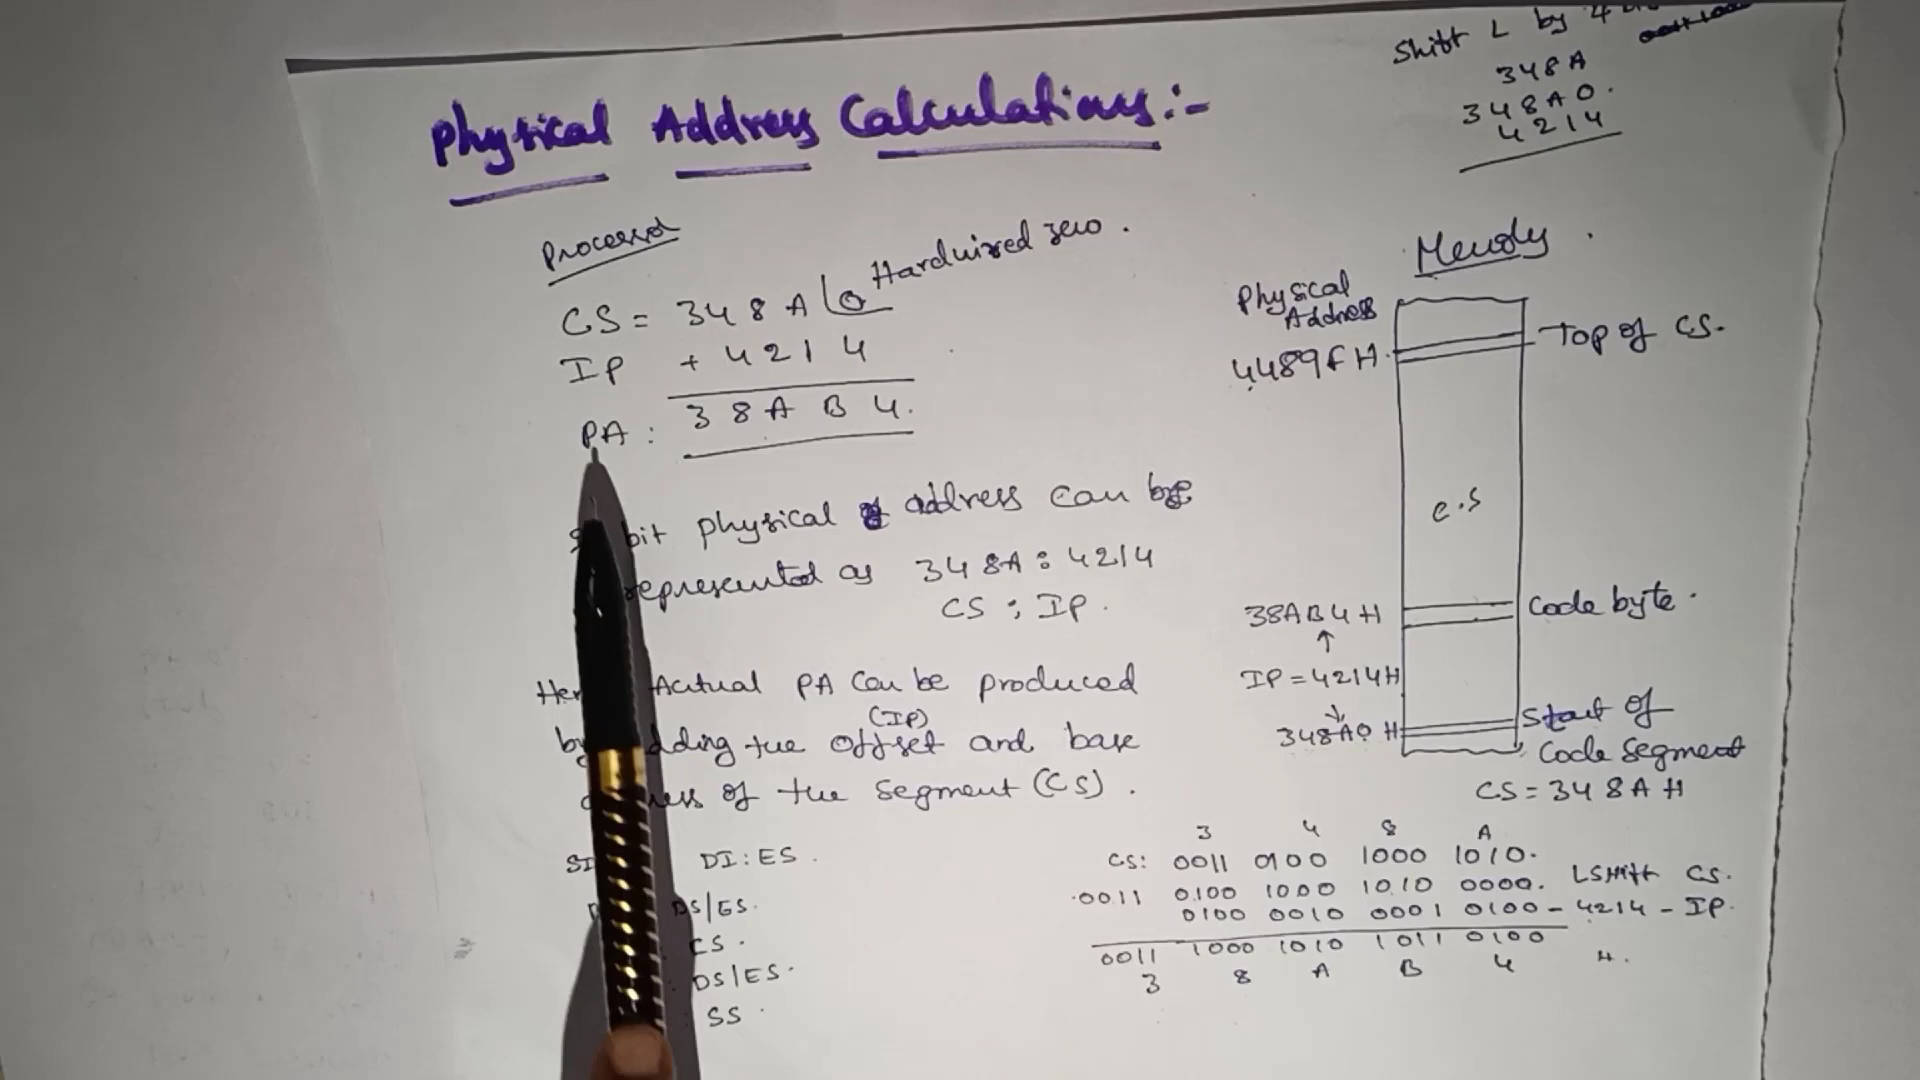 Physical Address Calculations:-
Shift L by 4
348A
348A0.
4214
Processor
CS = 348A 0 Hardwired zero.
IP + 4214
PA: 38AB4.
bit physical address can be
represented as 348A : 4214
CS : IP.
Actual PA can be produced
(IP)
by adding the offset and base
of the segment (CS).
DI:ES.
DS/ES.
CS.
DS/ES.
SS.
Memory.
Physical
Address
4489F H
Top of CS.
C.S
38AB4 H
Code byte.
↑
IP = 4214H
↓
348A0 H
Start of
Code Segment
CS = 348A H
3 4 8 A
CS: 0011 0100 1000 1010.
0011 0100 1000 1010 0000. LShift CS.
0100 0010 0001 0100 - 4214 - IP.
0011 1000 1010 1011 0100
3 8 A B 4 H.